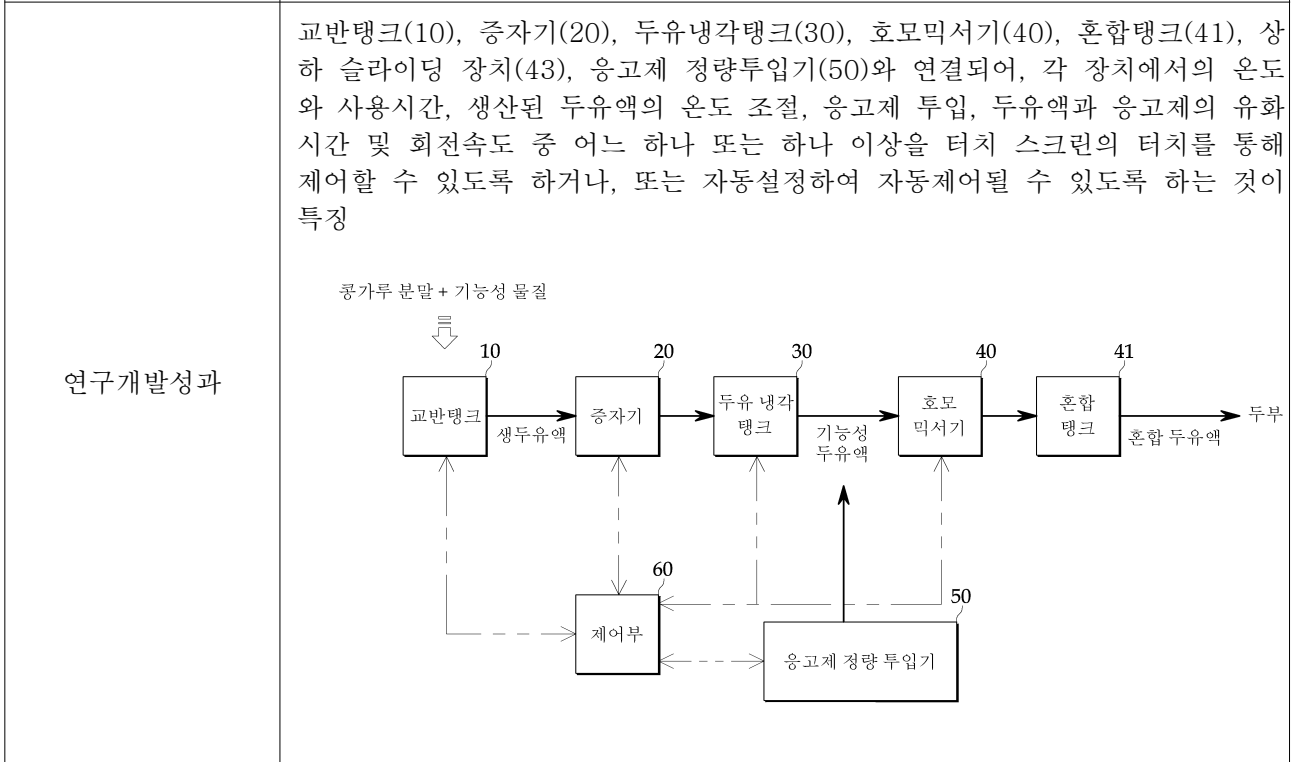 교반탱크(10), 증자기(20), 두유냉각탱크(30), 호모믹서기(40), 혼합탱크(41), 상
하 슬라이딩 장치(43), 응고제 정량투입기(50)와 연결되어, 각 장치에서의 온도
와 사용시간, 생산된 두유액의 온도 조절, 응고제 투입, 두유액과 응고제의 유화
시간 및 회전속도 중 어느 하나 또는 하나 이상을 터치 스크린의 터치를 통해
제어할 수 있도록 하거나, 또는 자동설정하여 자동제어될 수 있도록 하는 것이
특징
연구개발성과
콩가루 분말 + 기능성 물질
10
20
30
40
41
교반탱크
생두유액
증자기
두유 냉각
탱크
기능성
두유액
호모
믹서기
혼합
탱크
혼합 두유액
두부
60
제어부
50
응고제 정량 투입기